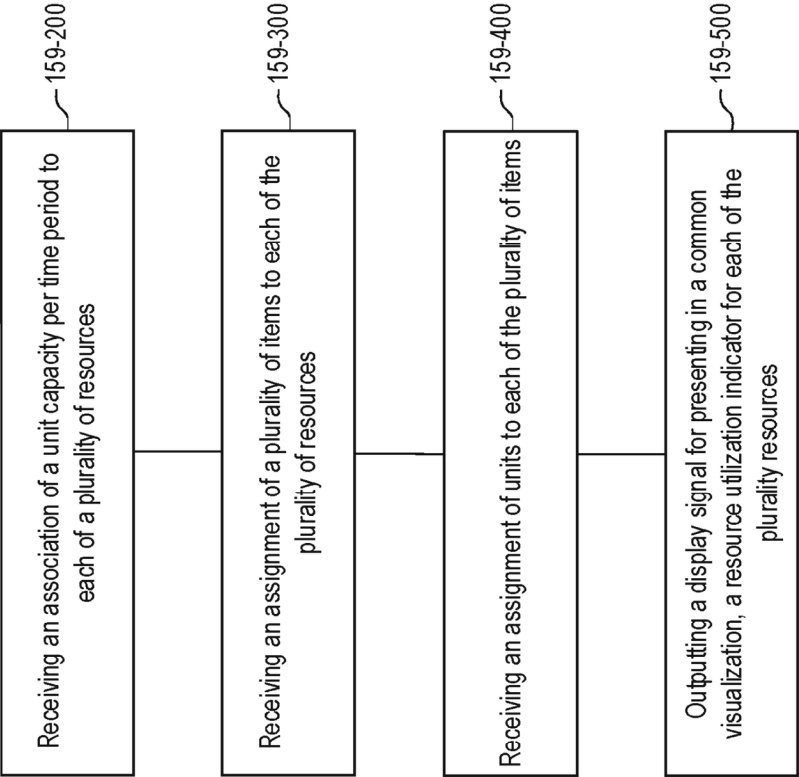 159-200
Receiving an association of a unit capacity per time period to
each of a plurality of resources
159-300
Receiving an assignment of a plurality of items to each of the
plurality of resources
159-400
Receiving an assignment of units to each of the plurality of items
159-500
Outputting a display signal for presenting in a common
visualization, a resource utilization indicator for each of the
plurality resources